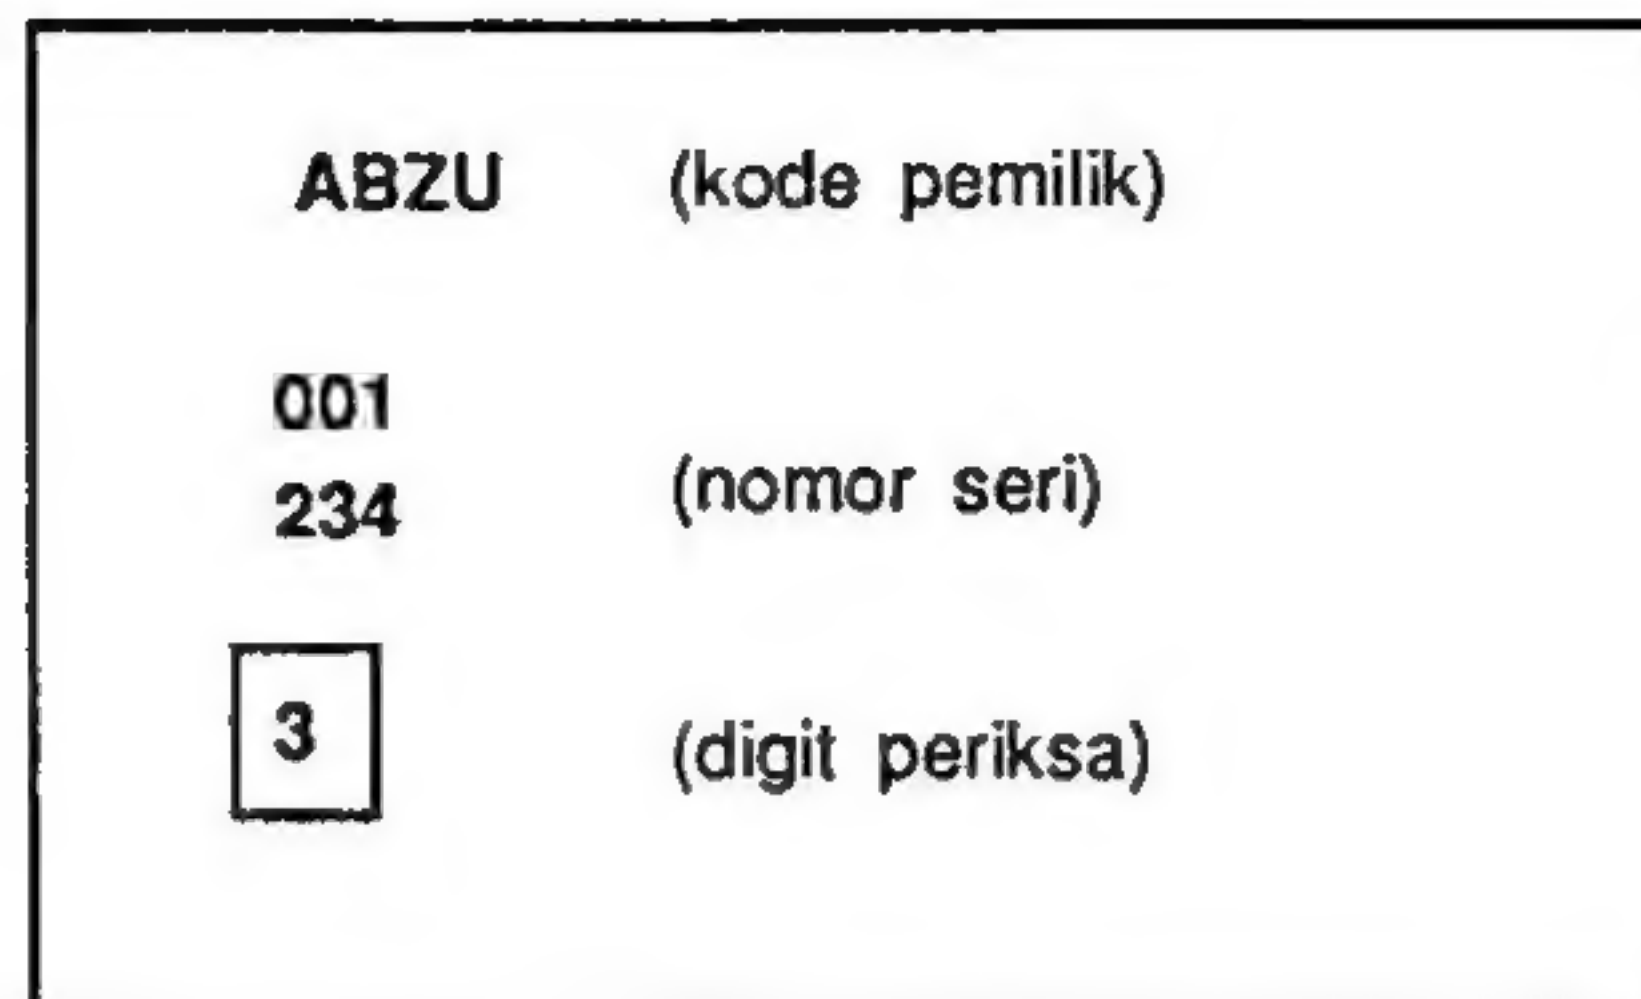 ABZU (kode pemilik)
001
234 (nomor seri)
3 (digit periksa)